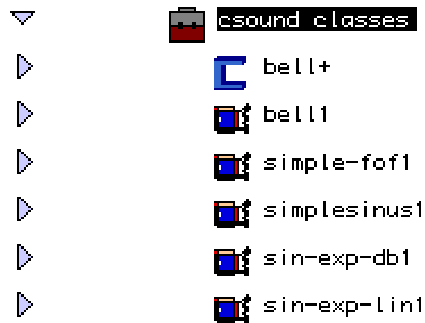 csound classes
bell+
bell1
simple-fof1
simplesinus1
sin-exp-db1
sin-exp-lin1